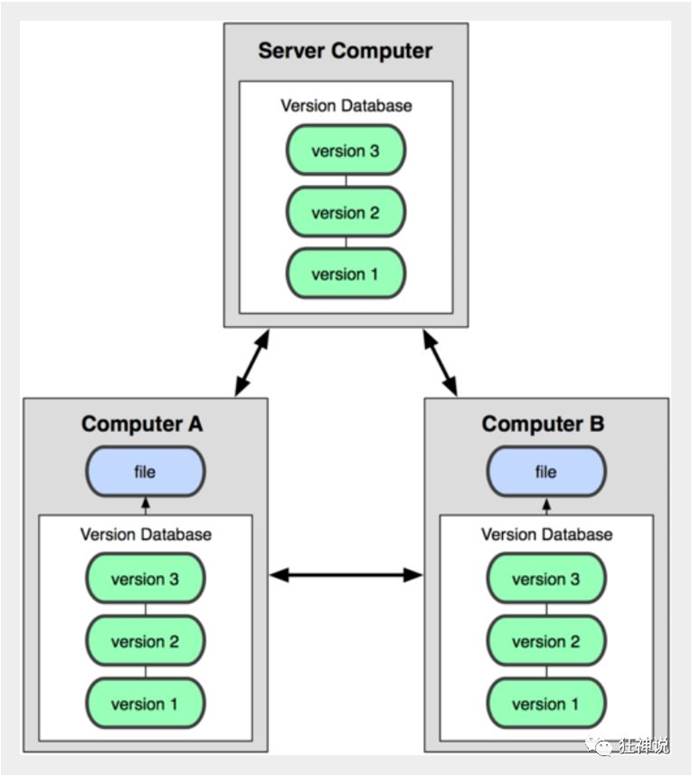 Server Computer
Version Database
version 3
version 2
version 1
Computer A
file
Version Database
version 3
version 2
version 1
Computer B
file
Version Database
version 3
version 2
version 1
狂神说